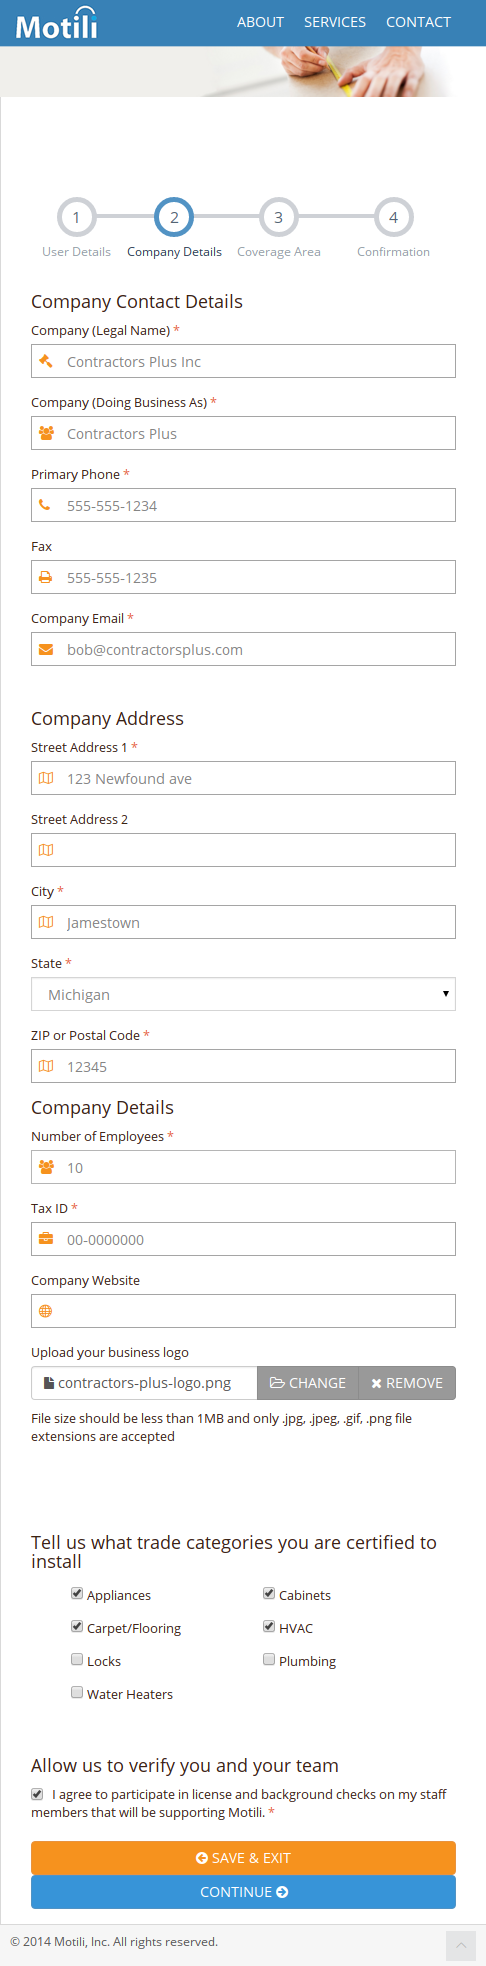 Motili ABOUT SERVICES CONTACT
1 2 3 4
User Details Company Details Coverage Area Confirmation
Company Contact Details
Company (Legal Name) *
Contractors Plus Inc
Company (Doing Business As) *
Contractors Plus
Primary Phone *
555-555-1234
Fax
555-555-1235
Company Email *
bob@contractorsplus.com
Company Address
Street Address 1 *
123 Newfound ave
Street Address 2
City *
Jamestown
State *
Michigan
ZIP or Postal Code *
12345
Company Details
Number of Employees *
10
Tax ID *
00-0000000
Company Website
Upload your business logo
contractors-plus-logo.png CHANGE REMOVE
File size should be less than 1MB and only .jpg, .jpeg, .gif, .png file
extensions are accepted
Tell us what trade categories you are certified to
install
Appliances Cabinets
Carpet/Flooring HVAC
Locks Plumbing
Water Heaters
Allow us to verify you and your team
I agree to participate in license and background checks on my staff
members that will be supporting Motili. *
SAVE & EXIT
CONTINUE
© 2014 Motili, Inc. All rights reserved.